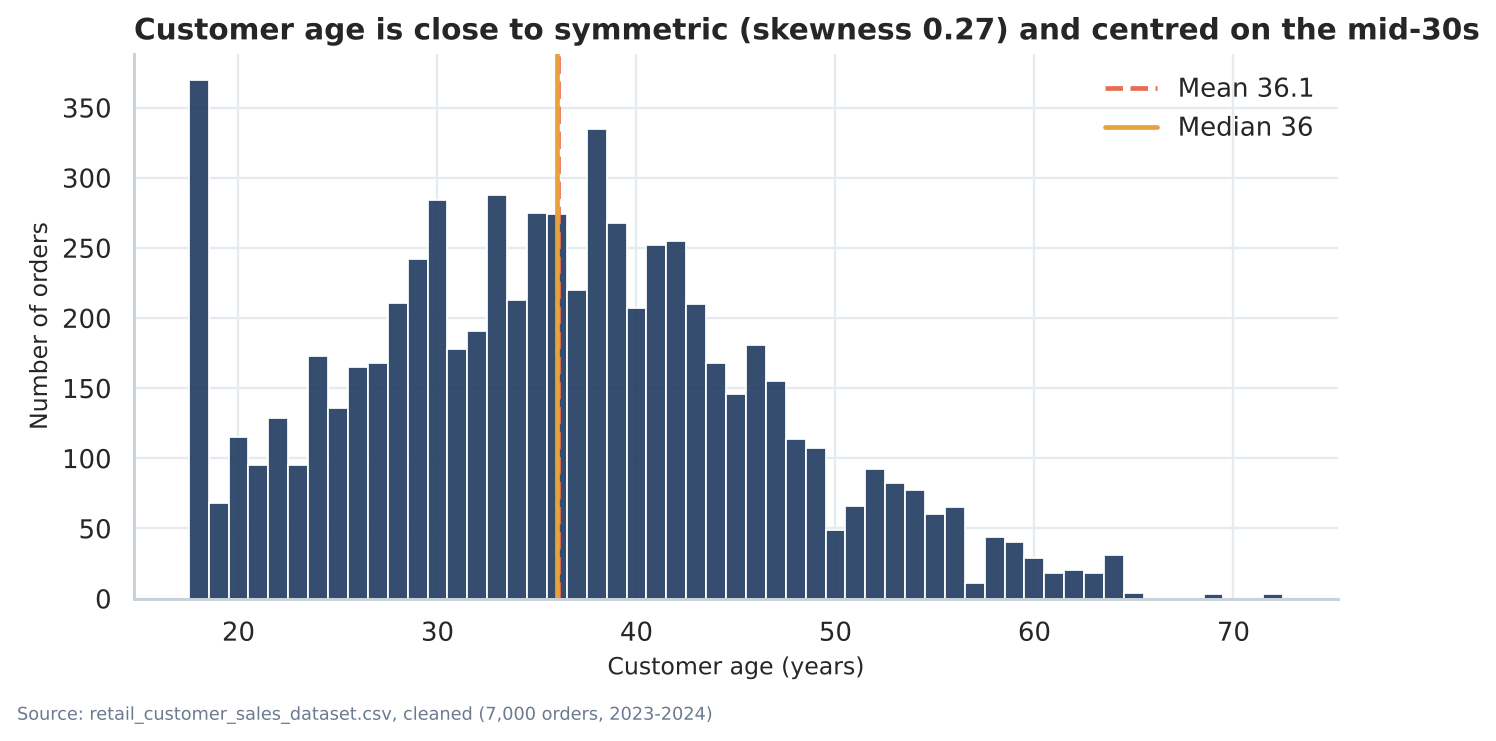 Customer age is close to symmetric (skewness 0.27) and centred on the mid-30s
Mean 36.1
Median 36
Number of orders
350
300
250
200
150
100
50
0
20 30 40 50 60 70
Customer age (years)
Source: retail_customer_sales_dataset.csv, cleaned (7,000 orders, 2023-2024)